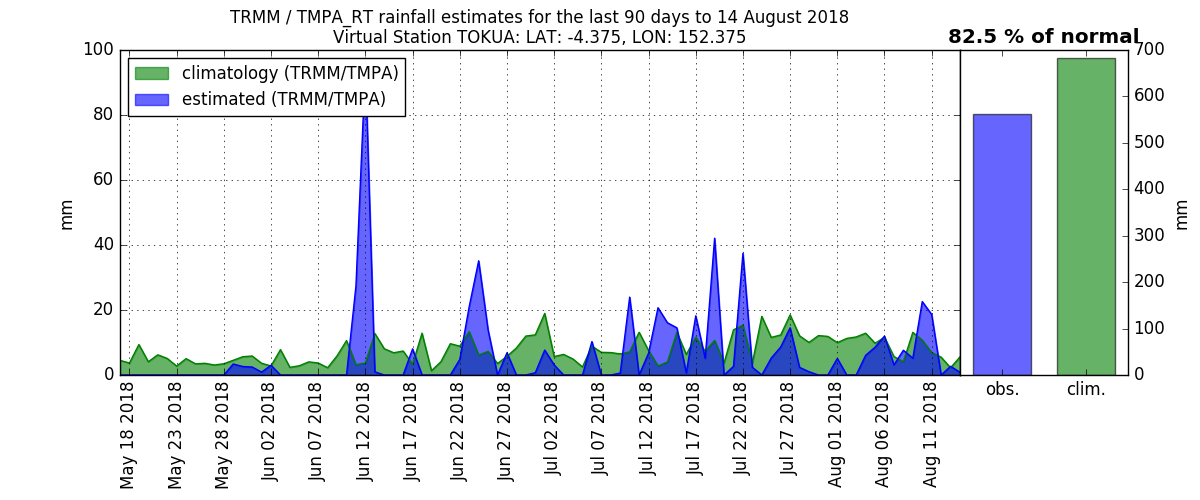 TRMM / TMPA_RT rainfall estimates for the last 90 days to 14 August 2018
Virtual Station TOKUA: LAT: -4.375, LON: 152.375
82.5 % of normal
climatology (TRMM/TMPA)
estimated (TRMM/TMPA)
100
80
60
40
20
0
mm
May 18 2018
May 23 2018
May 28 2018
Jun 02 2018
Jun 07 2018
Jun 12 2018
Jun 17 2018
Jun 22 2018
Jun 27 2018
Jul 02 2018
Jul 07 2018
Jul 12 2018
Jul 17 2018
Jul 22 2018
Jul 27 2018
Aug 01 2018
Aug 06 2018
Aug 11 2018
obs.
clim.
700
600
500
400
300
200
100
0
mm